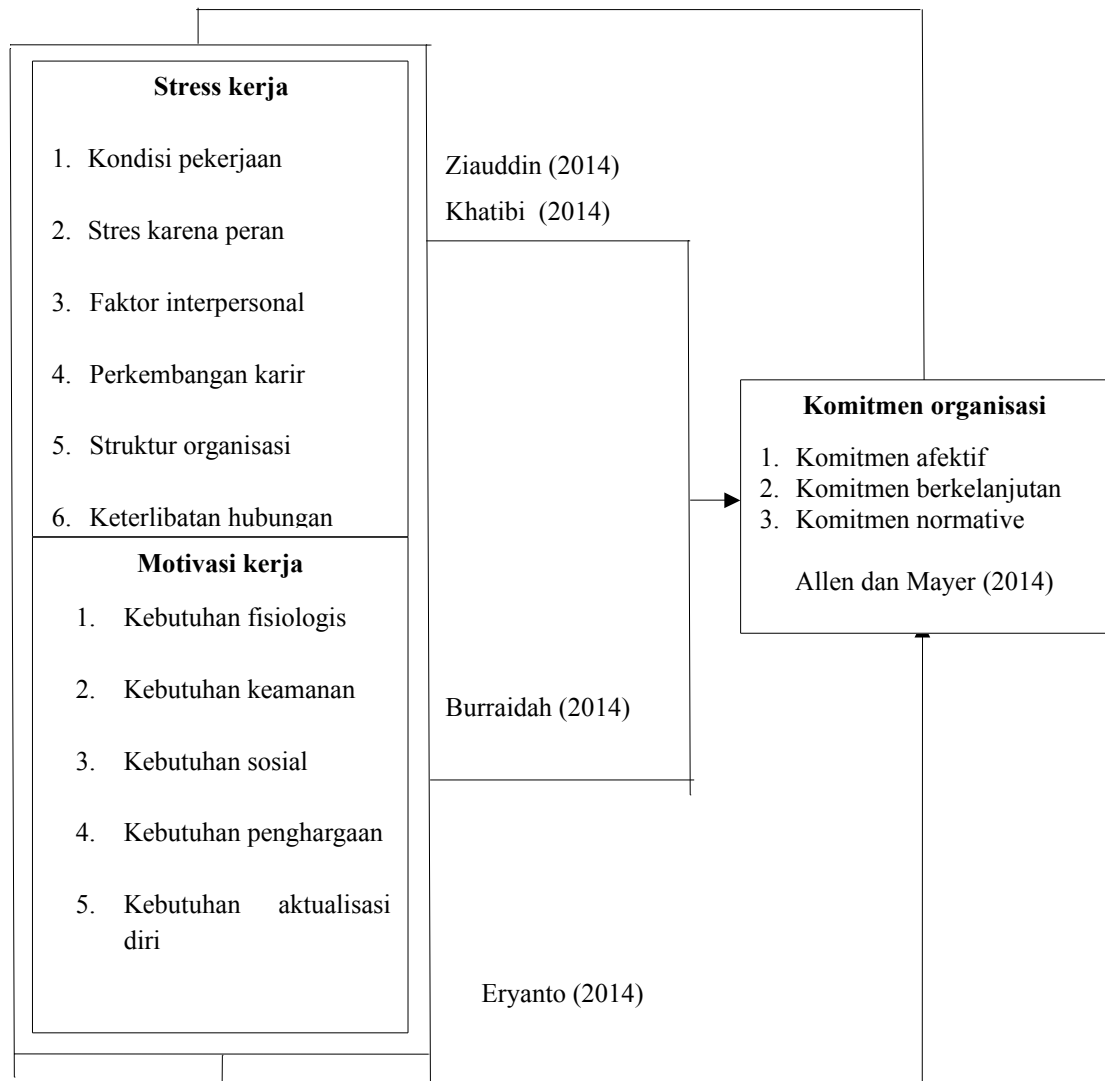 Stress kerja
1. Kondisi pekerjaan
2. Stres karena peran
3. Faktor interpersonal
4. Perkembangan karir
5. Struktur organisasi
6. Keterlibatan hubungan
Motivasi kerja
1. Kebutuhan fisiologis
2. Kebutuhan keamanan
3. Kebutuhan sosial
4. Kebutuhan penghargaan
5. Kebutuhan aktualisasi
diri
Ziauddin (2014)
Khatibi (2014)
Burraidah (2014)
Eryanto (2014)
Komitmen organisasi
1. Komitmen afektif
2. Komitmen berkelanjutan
3. Komitmen normative
Allen dan Mayer (2014)